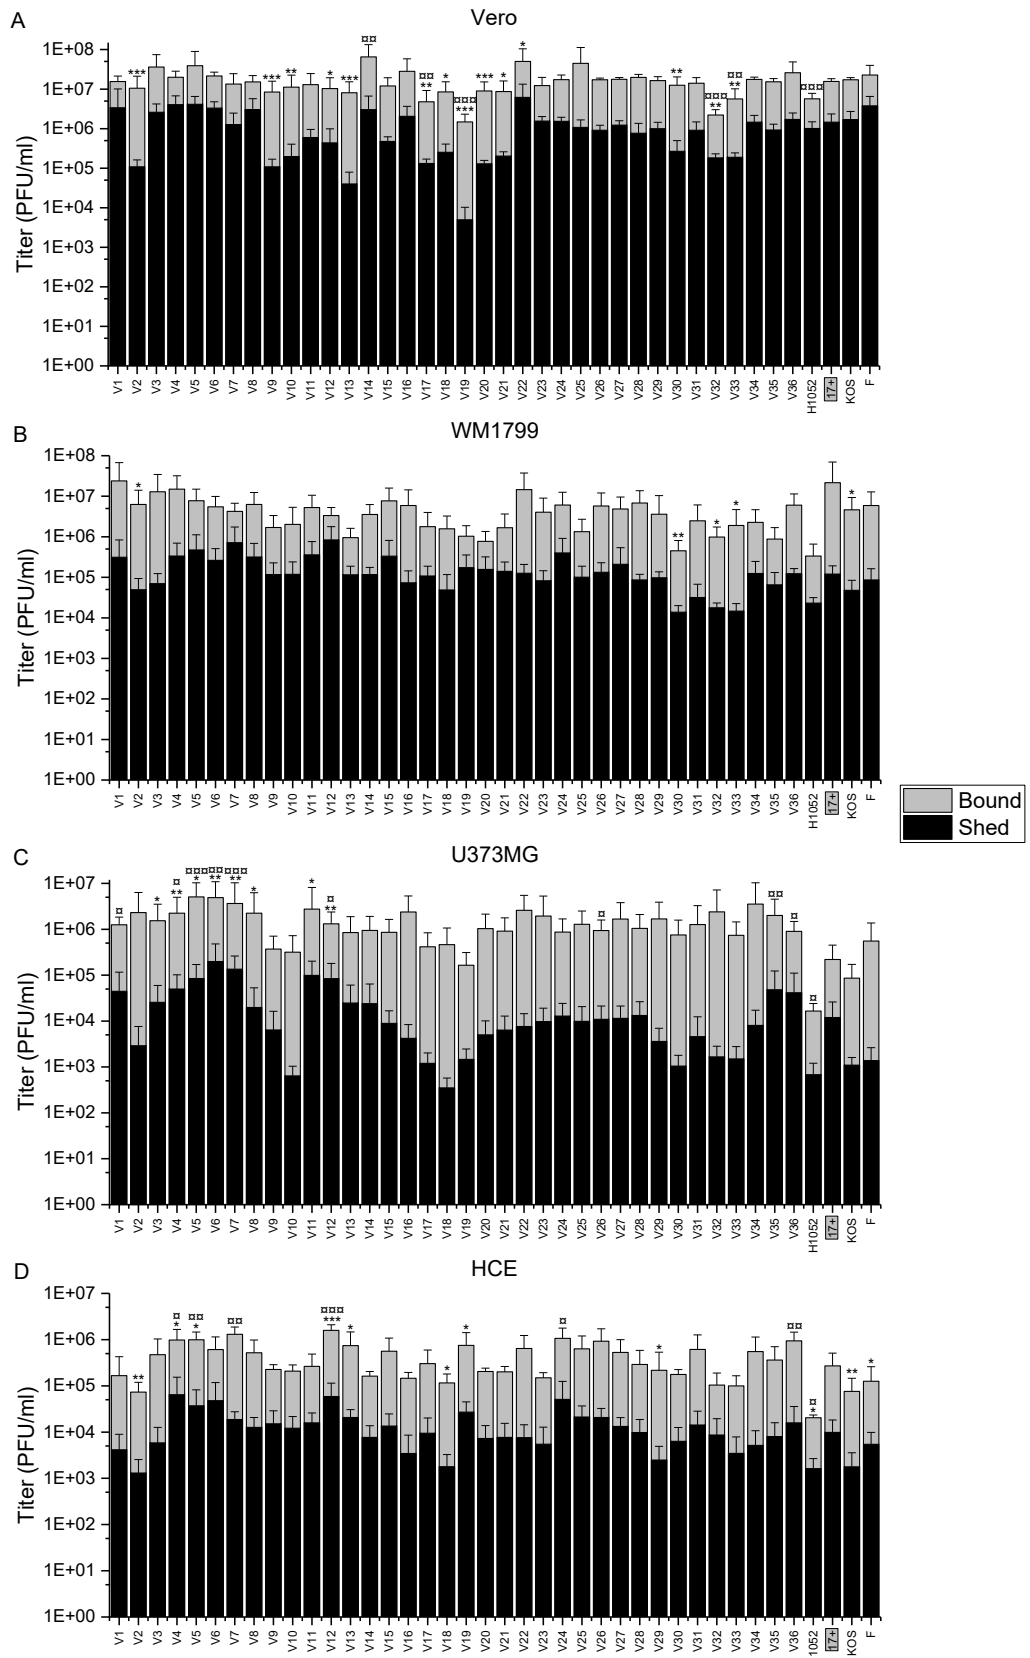 A
Vero
Titer (PFU/ml)
1E+08
1E+07
1E+06
1E+05
1E+04
1E+03
1E+02
1E+01
1E+00
*** *** ** * *** ¤¤ ¤¤ ** * ¤¤¤ *** *** * * ** ¤¤¤ ** ¤¤ ** ¤¤¤
V1 V2 V3 V4 V5 V6 V7 V8 V9 V10 V11 V12 V13 V14 V15 V16 V17 V18 V19 V20 V21 V22 V23 V24 V25 V26 V27 V28 V29 V30 V31 V32 V33 V34 V35 V36 H1052 17+ KOS F
B
WM1799
Titer (PFU/ml)
1E+08
1E+07
1E+06
1E+05
1E+04
1E+03
1E+02
1E+01
1E+00
* ** * * *
V1 V2 V3 V4 V5 V6 V7 V8 V9 V10 V11 V12 V13 V14 V15 V16 V17 V18 V19 V20 V21 V22 V23 V24 V25 V26 V27 V28 V29 V30 V31 V32 V33 V34 V35 V36 H1052 17+ KOS F
Bound
Shed
C
U373MG
Titer (PFU/ml)
1E+07
1E+06
1E+05
1E+04
1E+03
1E+02
1E+01
1E+00
¤ * ¤ ** ¤¤¤ * ¤¤ ** ¤¤¤ ** * * ¤ ** ¤ ¤¤ ¤ ¤
V1 V2 V3 V4 V5 V6 V7 V8 V9 V10 V11 V12 V13 V14 V15 V16 V17 V18 V19 V20 V21 V22 V23 V24 V25 V26 V27 V28 V29 V30 V31 V32 V33 V34 V35 V36 H1052 17+ KOS F
D
HCE
Titer (PFU/ml)
1E+07
1E+06
1E+05
1E+04
1E+03
1E+02
1E+01
1E+00
** ¤ * ¤¤ * ¤¤ ¤¤¤ *** * * * ¤ * ¤¤ ¤ * ** *
V1 V2 V3 V4 V5 V6 V7 V8 V9 V10 V11 V12 V13 V14 V15 V16 V17 V18 V19 V20 V21 V22 V23 V24 V25 V26 V27 V28 V29 V30 V31 V32 V33 V34 V35 V36 1052 17+ KOS F